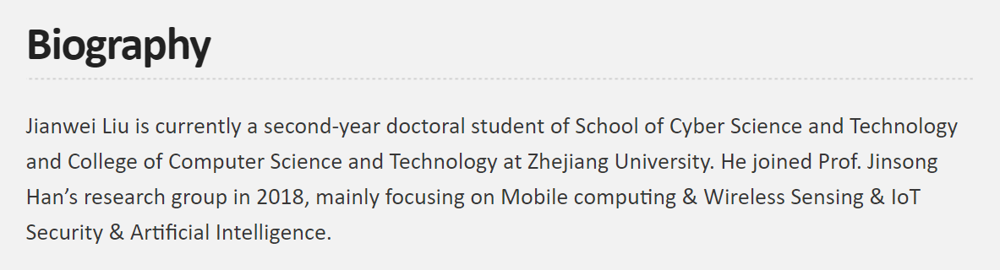 Biography
Jianwei Liu is currently a second-year doctoral student of School of Cyber Science and Technology
and College of Computer Science and Technology at Zhejiang University. He joined Prof. Jinsong
Han’s research group in 2018, mainly focusing on Mobile computing & Wireless Sensing & IoT
Security & Artificial Intelligence.